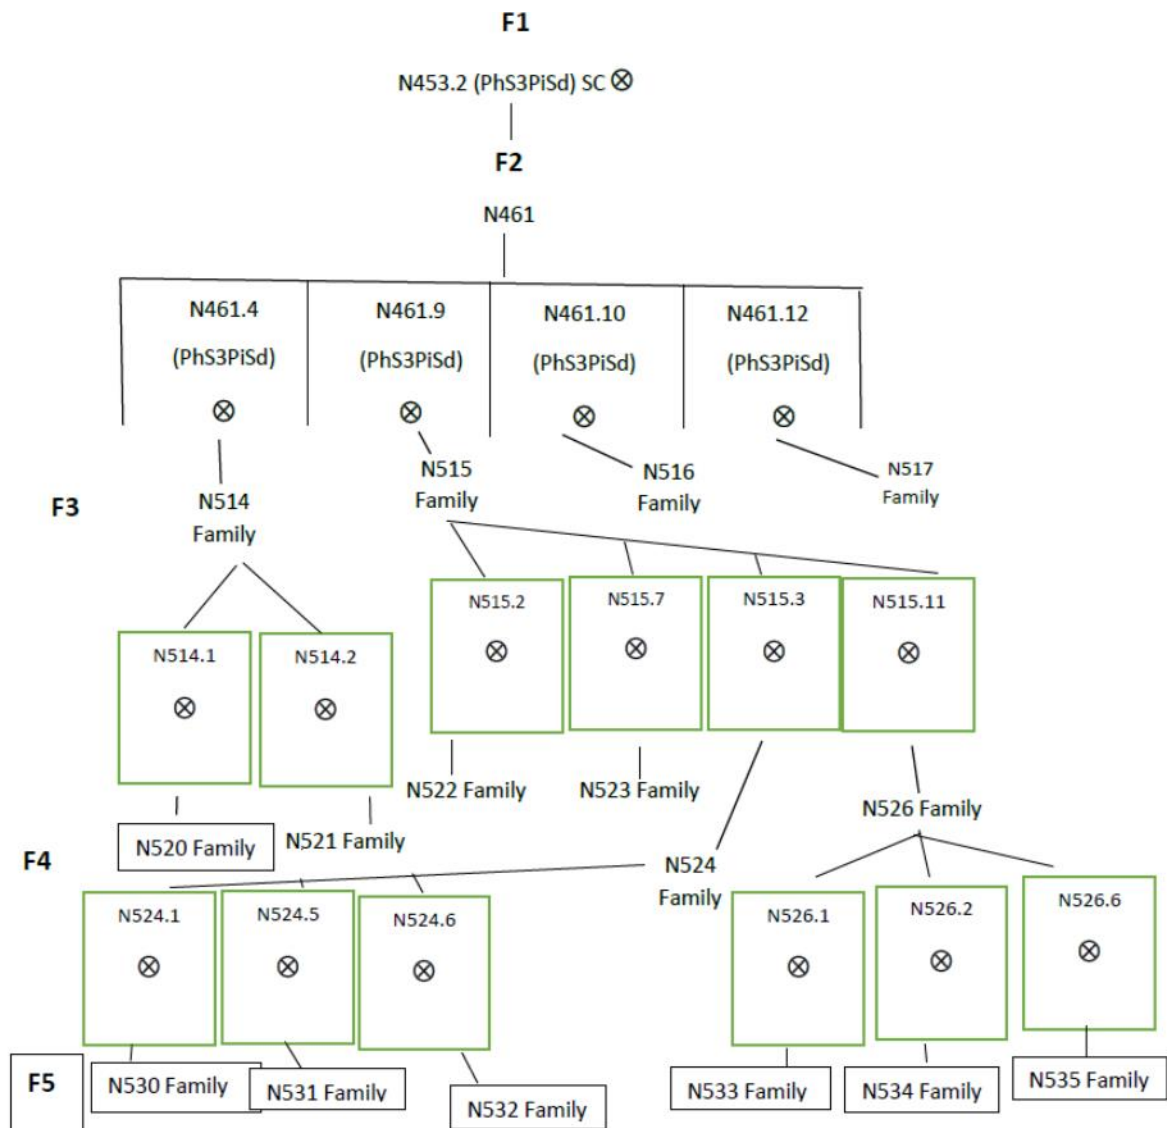 F1
N453.2 (PhS3PiSd) SC ⊗
F2
N461
N461.4
(PhS3PiSd)
⊗
N461.9
(PhS3PiSd)
⊗
N461.10
(PhS3PiSd)
⊗
N461.12
(PhS3PiSd)
⊗
F3
N514
Family
N515
Family
N516
Family
N517
Family
N514.1
⊗
N514.2
⊗
N515.2
⊗
N515.7
⊗
N515.3
⊗
N515.11
⊗
F4
N520 Family
N521 Family
N522 Family
N523 Family
N524
Family
N526 Family
N524.1
⊗
N524.5
⊗
N524.6
⊗
N526.1
⊗
N526.2
⊗
N526.6
⊗
F5
N530 Family
N531 Family
N532 Family
N533 Family
N534 Family
N535 Family